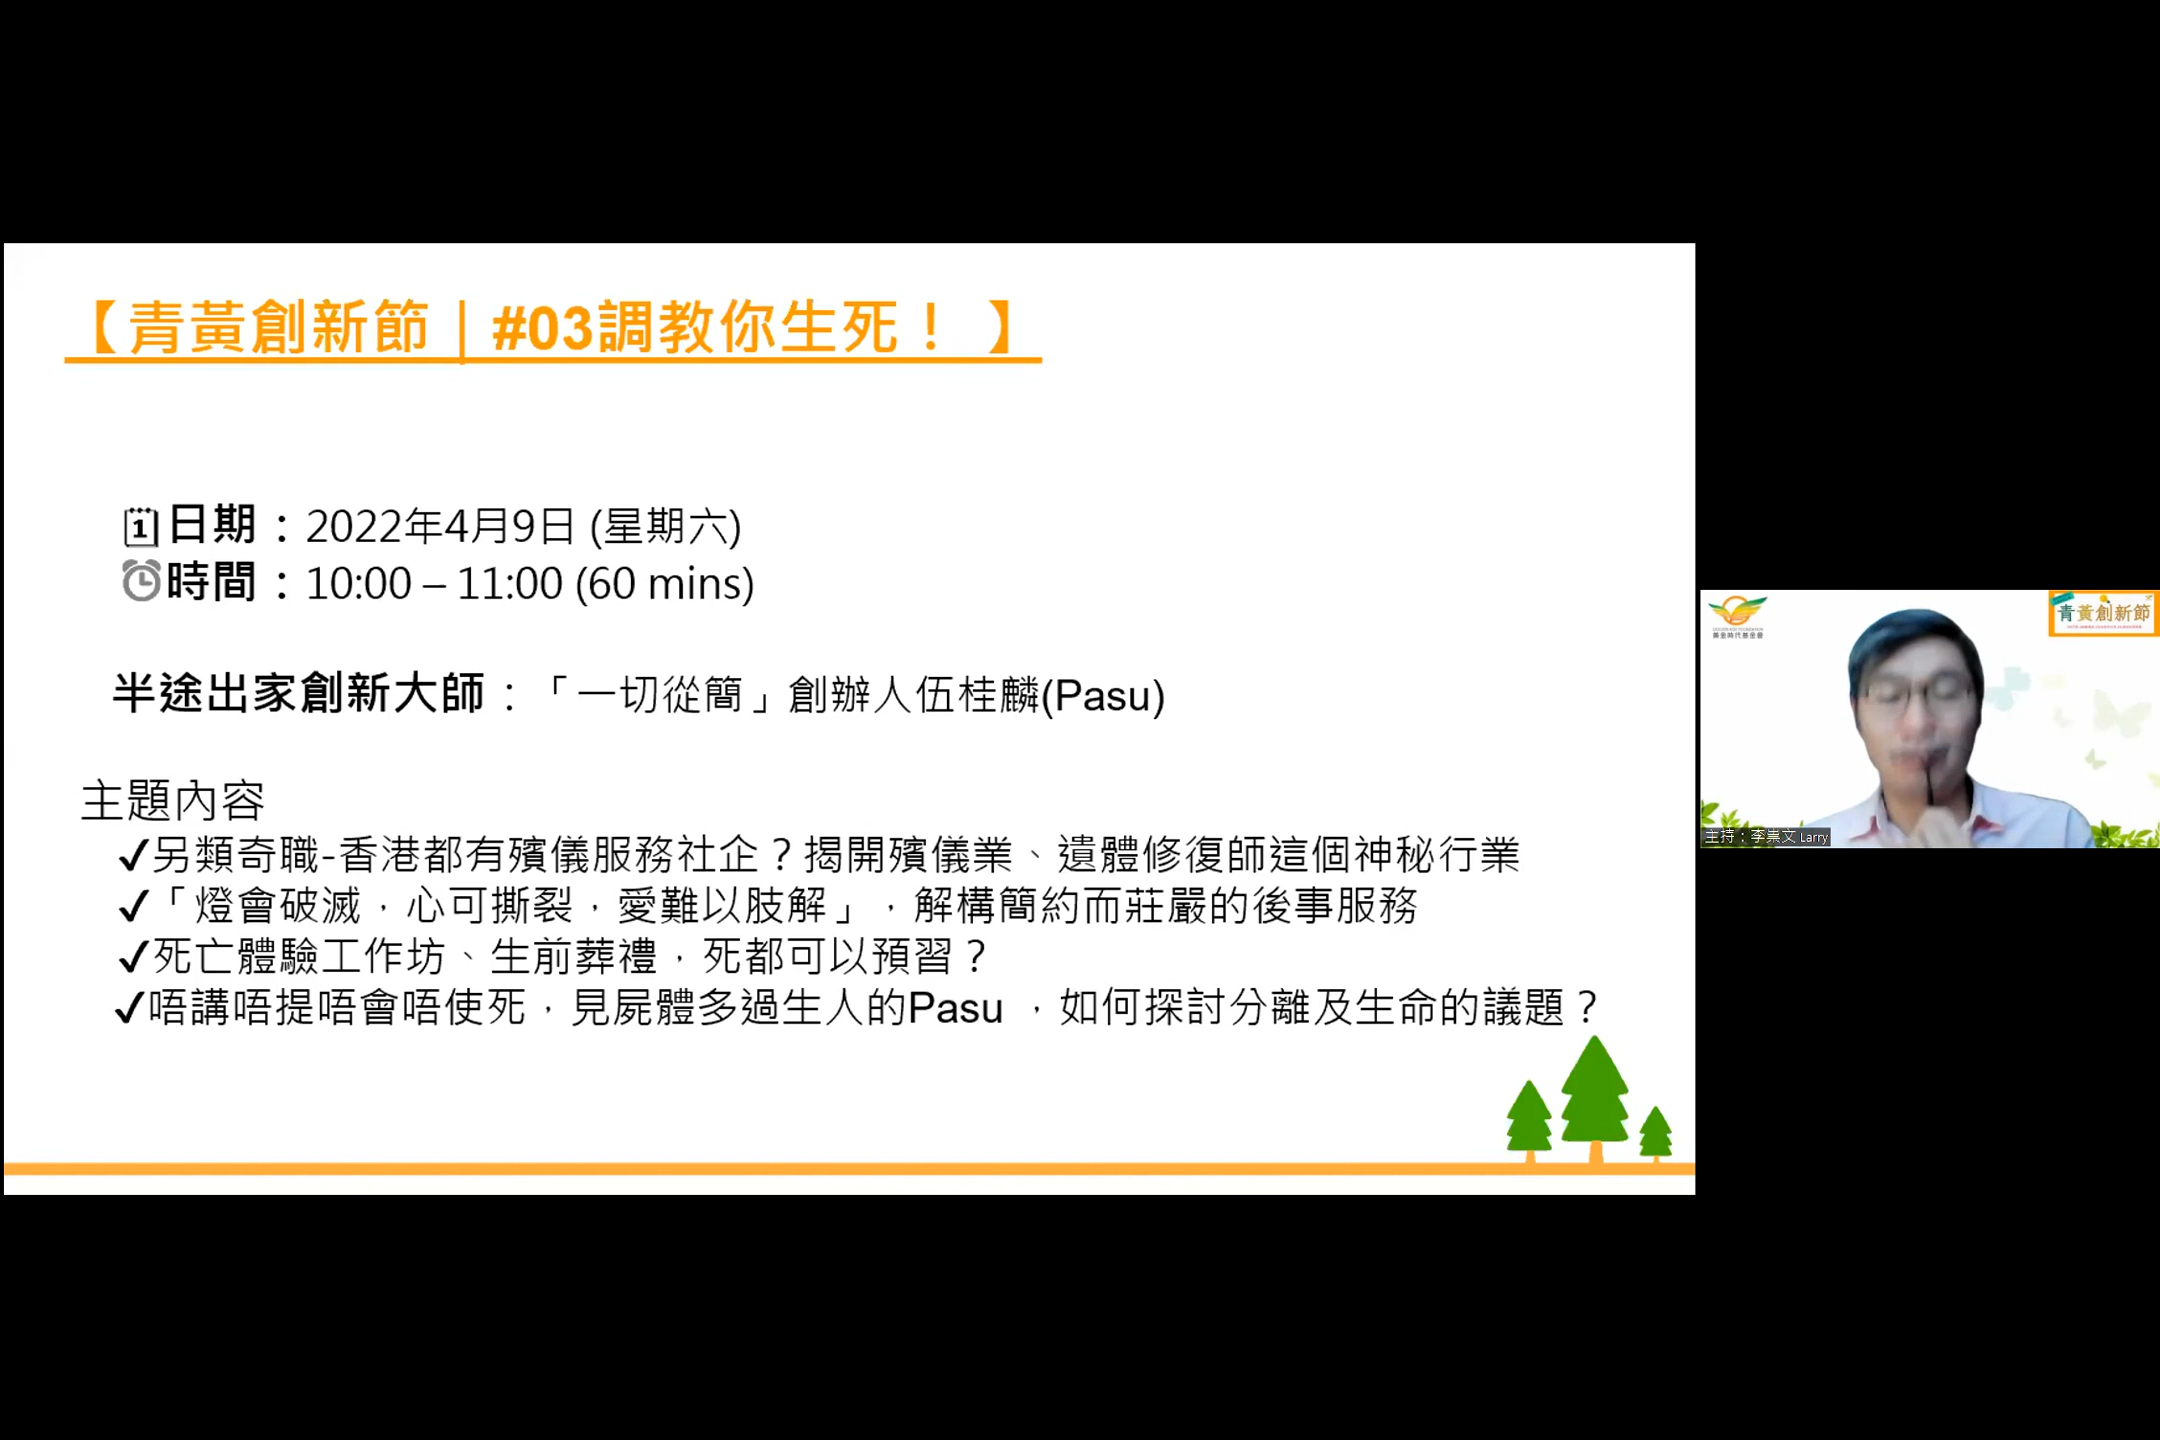 【青黃創新節｜#03調教你生死！ 】
🗓日期：2022年4月9日 (星期六)
⏰時間：10:00 – 11:00 (60 mins)
半途出家創新大師：「一切從簡」創辦人伍桂麟(Pasu)
主題內容
✓另類奇職-香港都有殯儀服務社企？揭開殯儀業、遺體修復師這個神秘行業
✓「燈會破滅，心可撕裂，愛難以肢解」，解構簡約而莊嚴的後事服務
✓死亡體驗工作坊、生前葬禮，死都可以預習？
✓唔講唔提唔會唔使死，見屍體多過生人的Pasu ，如何探討分離及生命的議題？
黃金時代基金會
青黃創新節
主持：李崇文 Larry